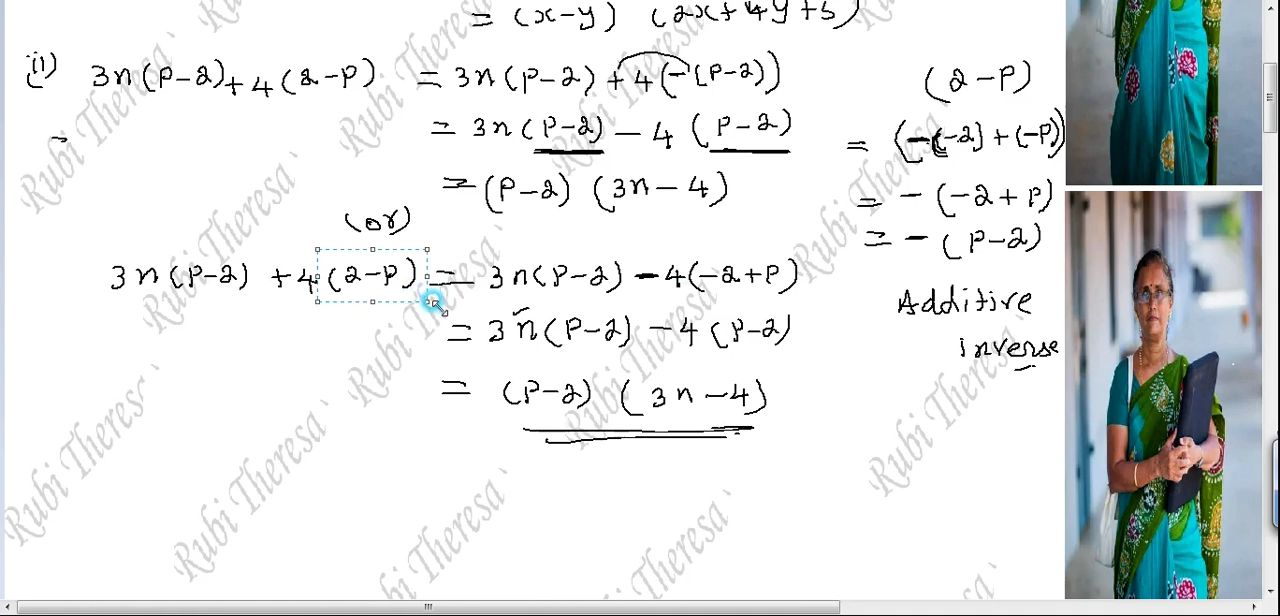 = (x-y) (2x+4y+5)
(ii) 3n(p-2)+4(2-p) = 3n(p-2)+4(-(p-2))
= 3n(p-2) - 4(p-2)
= (p-2) (3n-4)
(or)
3n(p-2) +4(2-p) = 3n(p-2) -4(-2+p)
= 3n(p-2) -4(p-2)
= (p-2) (3n-4)
(2-p)
= (-(-2)+(-p))
= -(-2+p)
= -(p-2)
Additive
inverse
Rubi Theresa